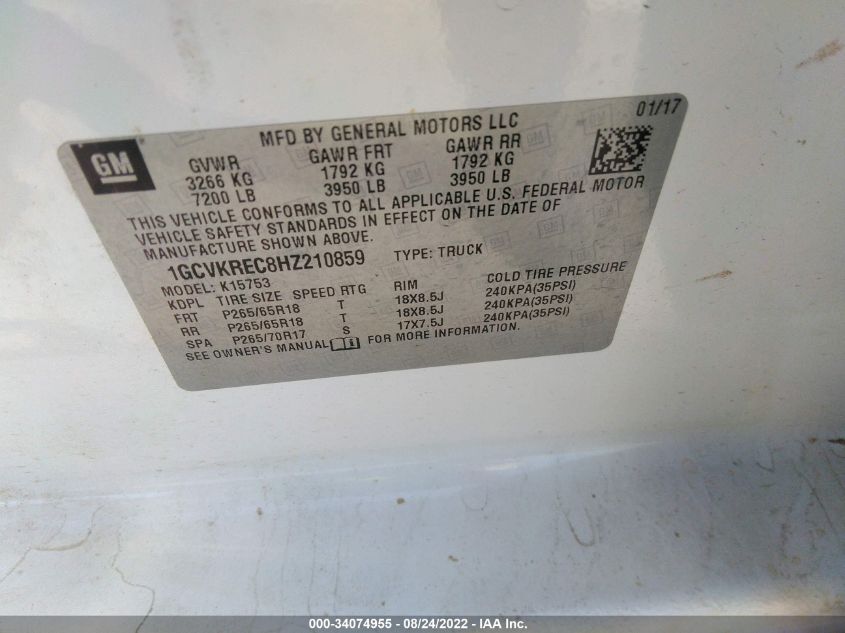 01/17
GM
MFD BY GENERAL MOTORS LLC
GVWR GAWR FRT GAWR RR
3266 KG 1792 KG 1792 KG
7200 LB 3950 LB 3950 LB
THIS VEHICLE CONFORMS TO ALL APPLICABLE U.S. FEDERAL MOTOR
VEHICLE SAFETY STANDARDS IN EFFECT ON THE DATE OF
MANUFACTURE SHOWN ABOVE.
1GCVKREC8HZ210859 TYPE: TRUCK
MODEL: K15753
KDPL TIRE SIZE SPEED RTG RIM COLD TIRE PRESSURE
FRT P265/65R18 T 18X8.5J 240KPA(35PSI)
RR P265/65R18 T 18X8.5J 240KPA(35PSI)
SPA P265/70R17 S 17X7.5J 240KPA(35PSI)
SEE OWNER'S MANUAL FOR MORE INFORMATION.
000-34074955 - 08/24/2022 - IAA Inc.